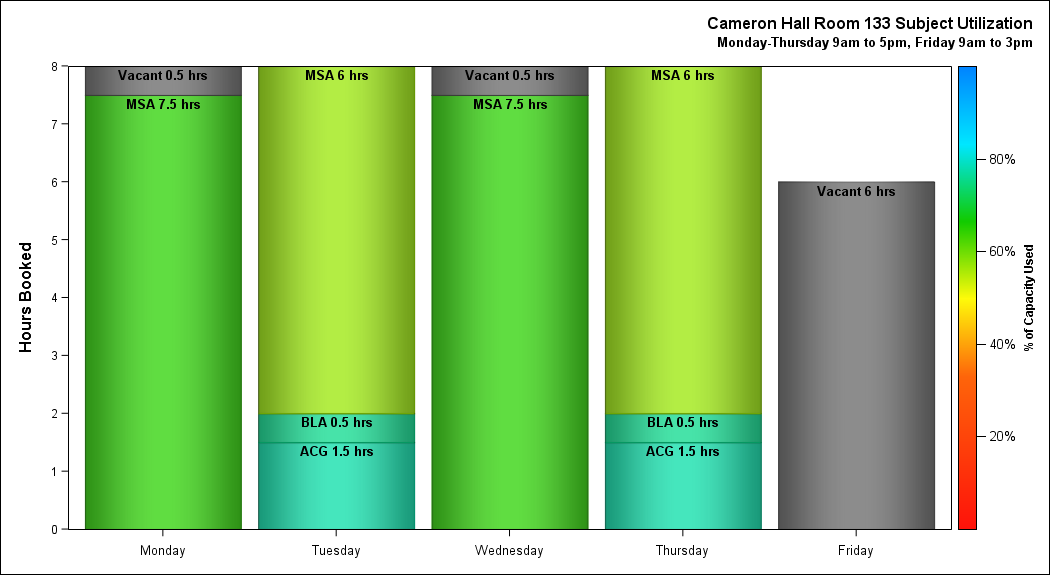 Cameron Hall Room 133 Subject Utilization
Monday-Thursday 9am to 5pm, Friday 9am to 3pm
Hours Booked
8
7
6
5
4
3
2
1
0
Vacant 0.5 hrs
MSA 7.5 hrs
MSA 6 hrs
BLA 0.5 hrs
ACG 1.5 hrs
Vacant 0.5 hrs
MSA 7.5 hrs
MSA 6 hrs
BLA 0.5 hrs
ACG 1.5 hrs
Vacant 6 hrs
Monday
Tuesday
Wednesday
Thursday
Friday
80%
60%
40%
20%
% of Capacity Used